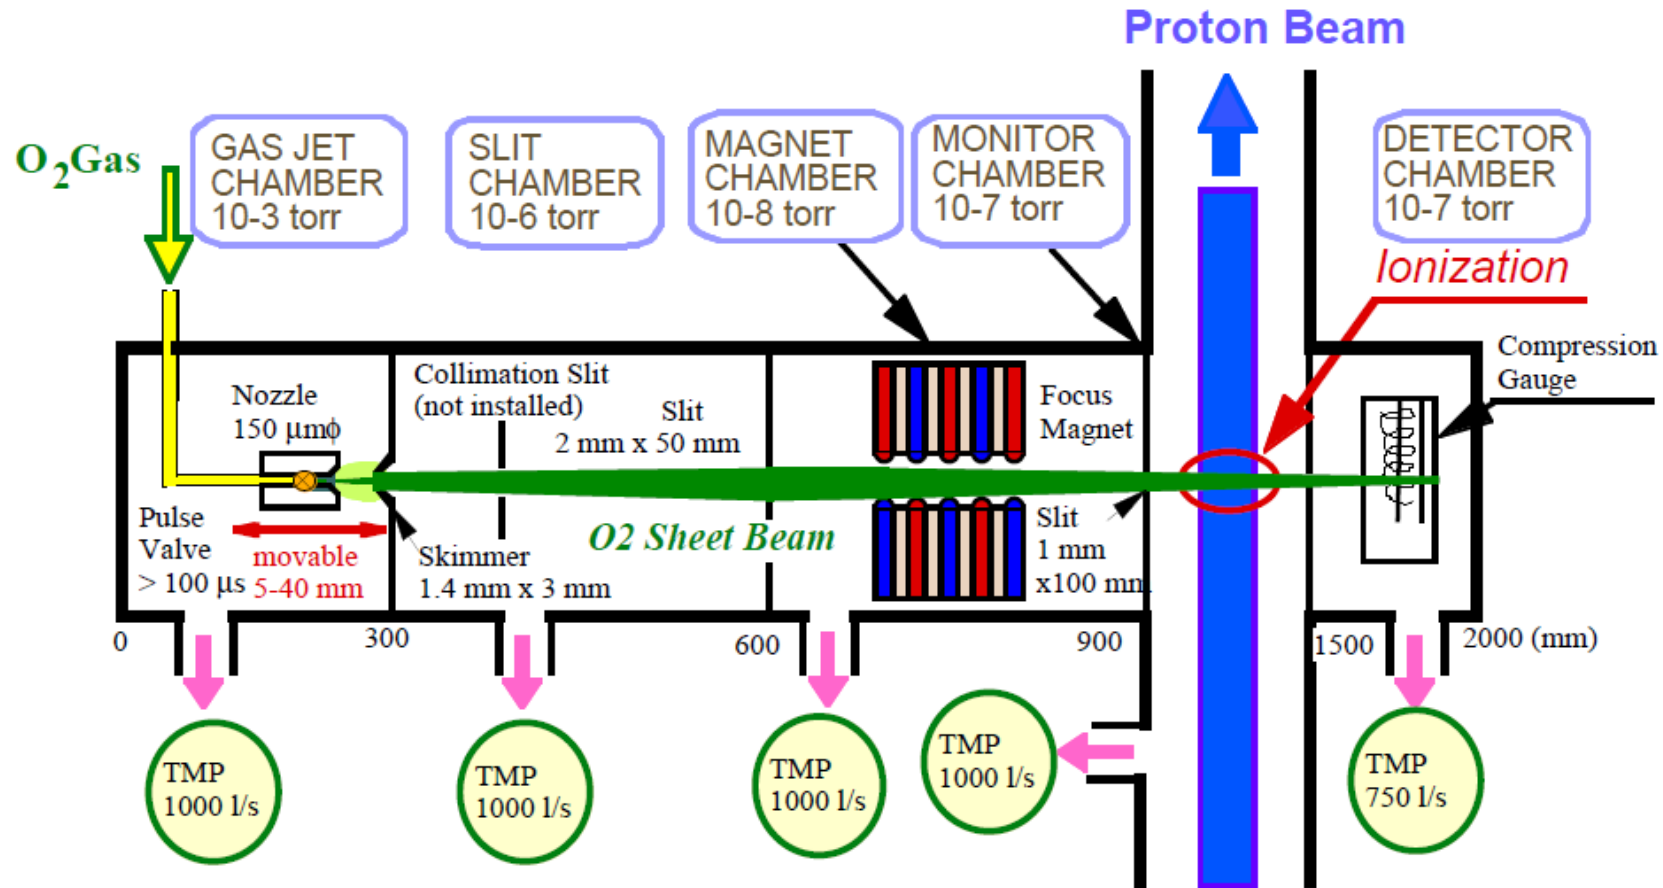 Proton Beam
O2Gas
GAS JET
CHAMBER
10-3 torr
SLIT
CHAMBER
10-6 torr
MAGNET
CHAMBER
10-8 torr
MONITOR
CHAMBER
10-7 torr
DETECTOR
CHAMBER
10-7 torr
Ionization
Compression
Gauge
Nozzle
150 μmϕ
Collimation Slit
(not installed)
Slit
2 mm x 50 mm
Focus
Magnet
Pulse
Valve
> 100 μs
movable
5-40 mm
Skimmer
1.4 mm x 3 mm
O2 Sheet Beam
Slit
1 mm
x100 mm
0
300
600
900
1500
2000 (mm)
TMP
1000 l/s
TMP
1000 l/s
TMP
1000 l/s
TMP
1000 l/s
TMP
750 l/s